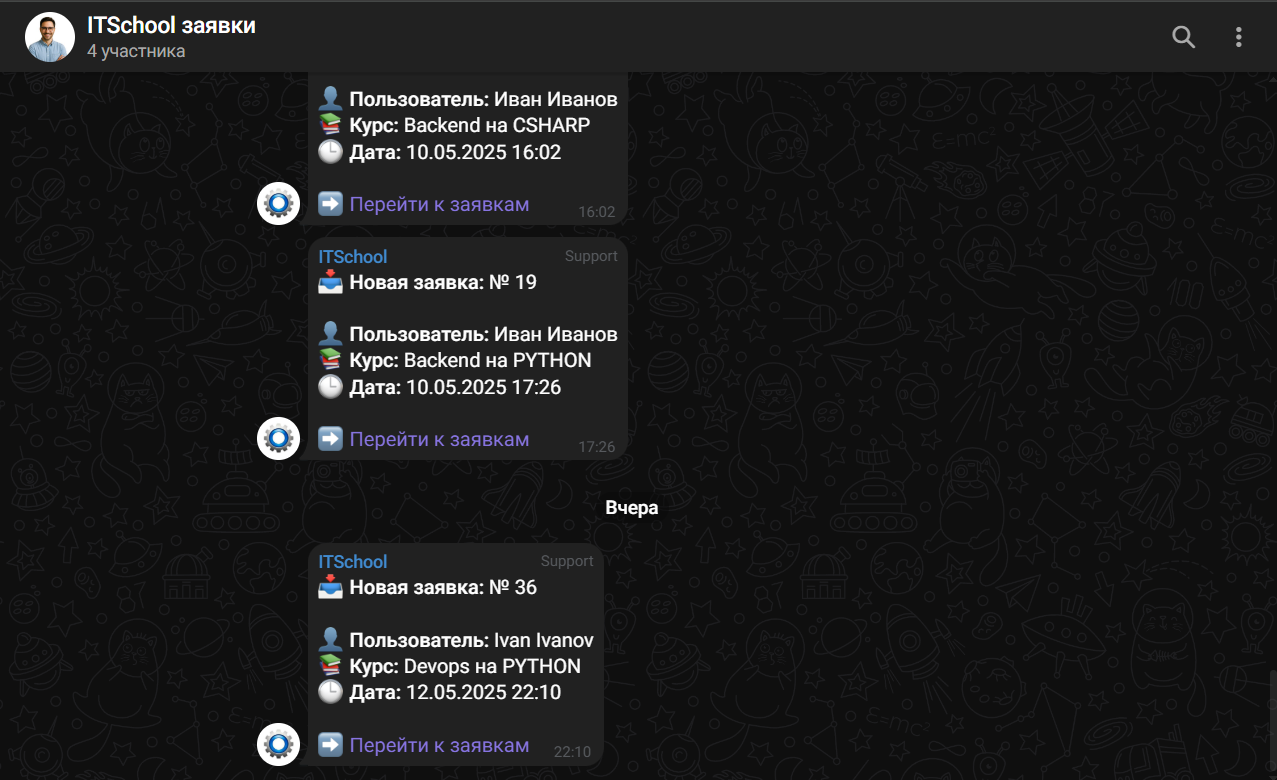 ITSchool заявки
4 участника
Пользователь: Иван Иванов
Курс: Backend на CSHARP
Дата: 10.05.2025 16:02
Перейти к заявкам
16:02
ITSchool Support
Новая заявка: № 19
Пользователь: Иван Иванов
Курс: Backend на PYTHON
Дата: 10.05.2025 17:26
Перейти к заявкам
17:26
Вчера
ITSchool Support
Новая заявка: № 36
Пользователь: Ivan Ivanov
Курс: Devops на PYTHON
Дата: 12.05.2025 22:10
Перейти к заявкам
22:10